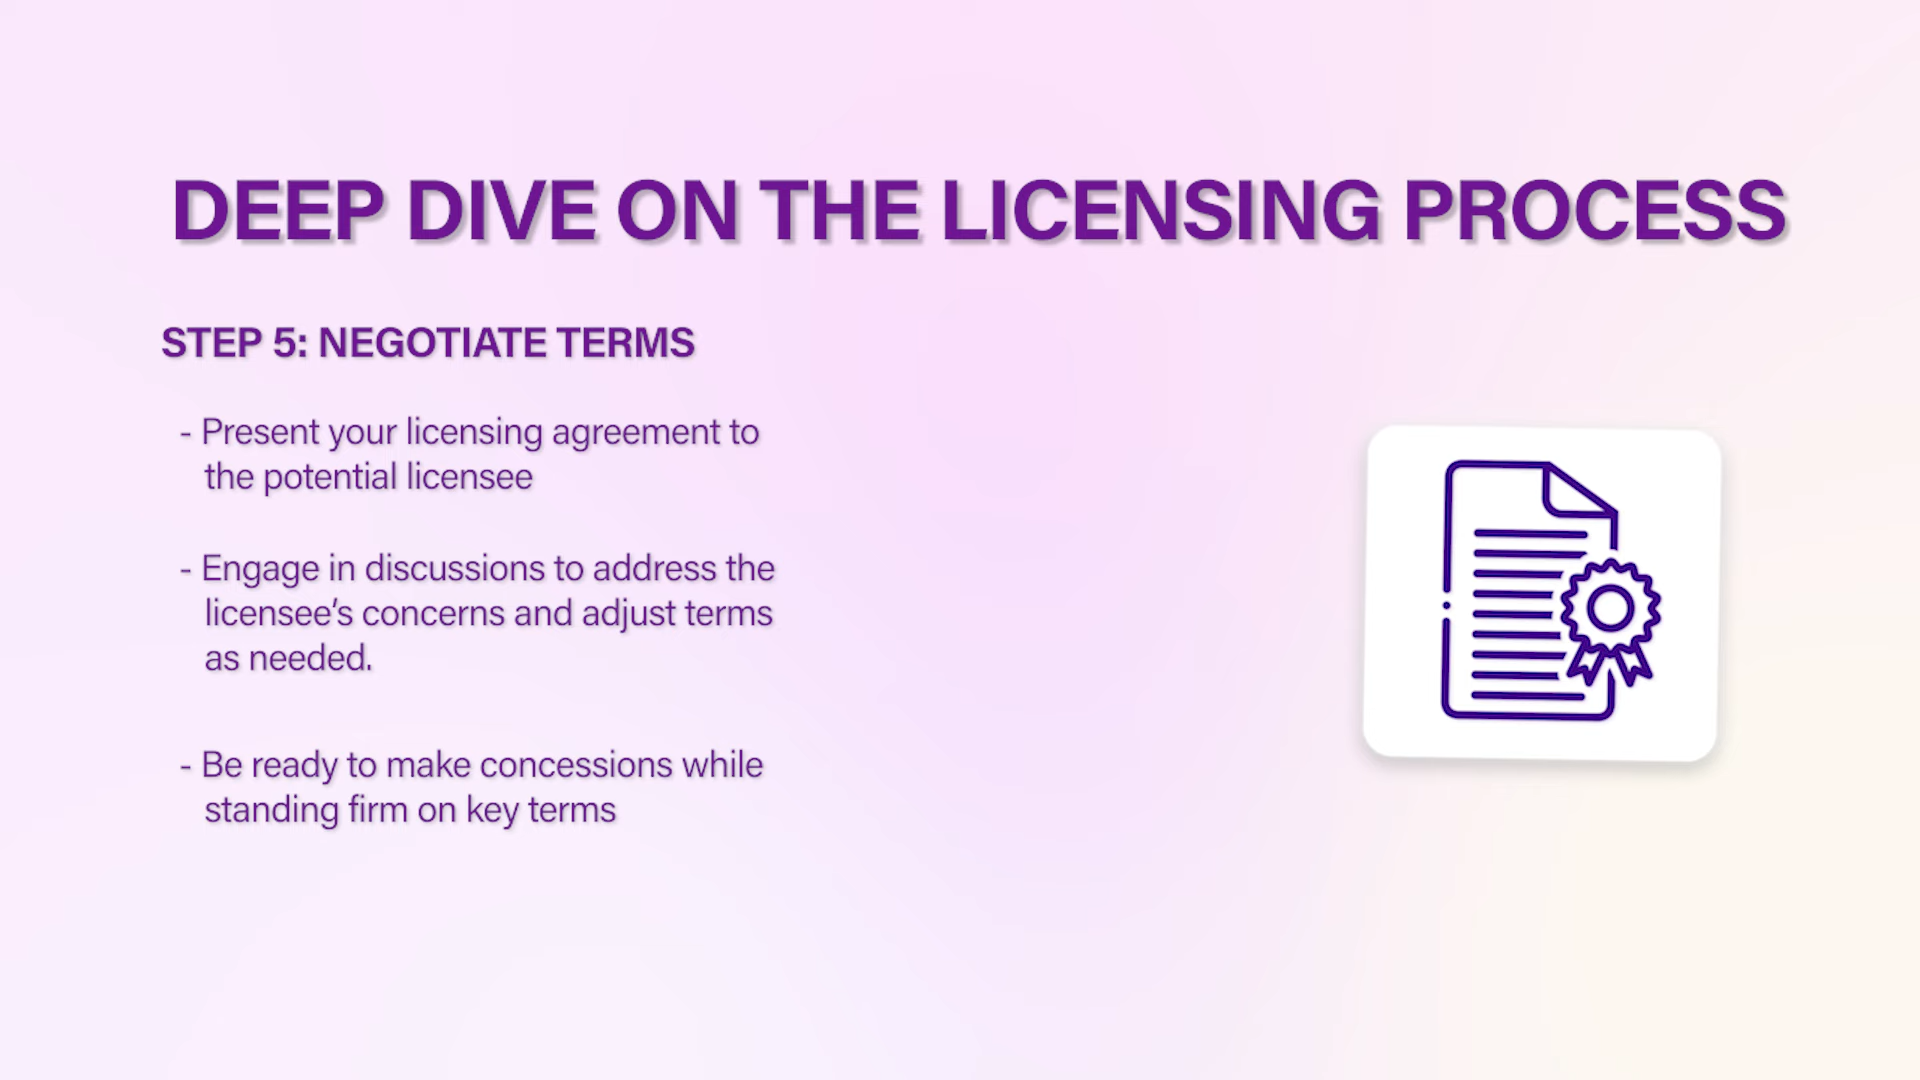 DEEP DIVE ON THE LICENSING PROCESS
STEP 5: NEGOTIATE TERMS
- Present your licensing agreement to
the potential licensee
- Engage in discussions to address the
licensee’s concerns and adjust terms
as needed.
- Be ready to make concessions while
standing firm on key terms